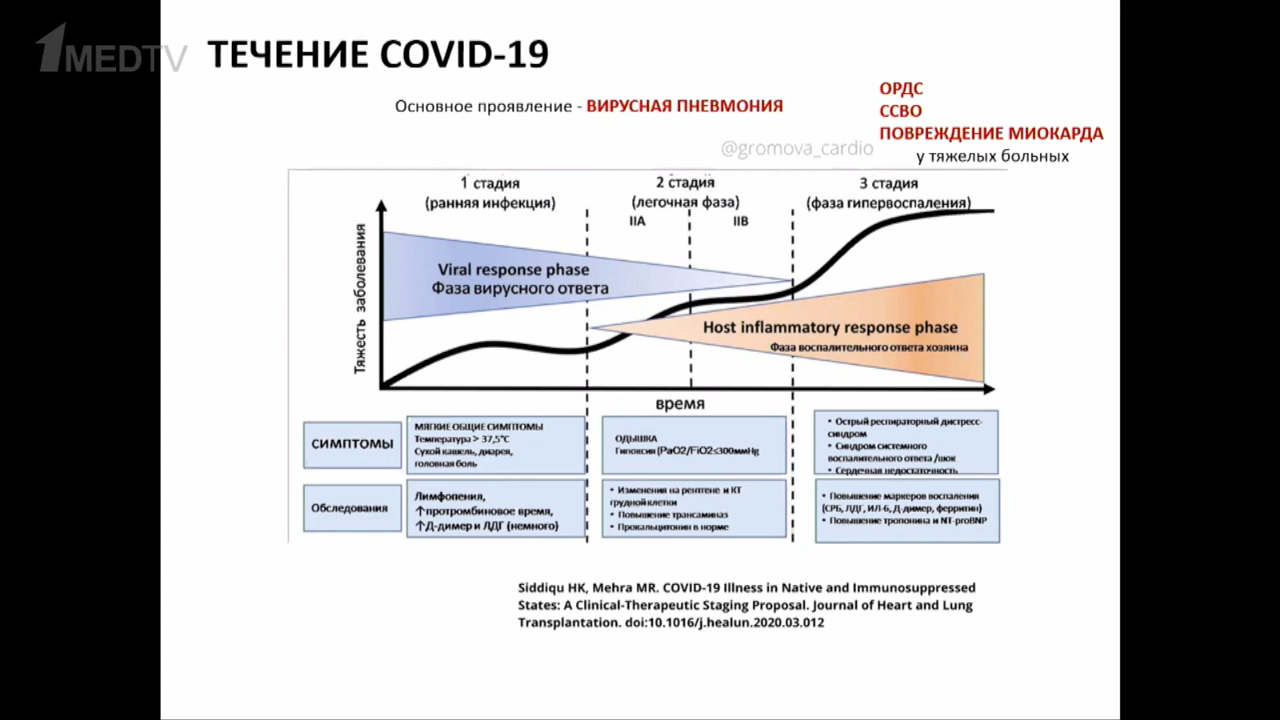 1MEDTV
ТЕЧЕНИЕ COVID-19
Основное проявление - ВИРУСНАЯ ПНЕВМОНИЯ
ОРДС
ССВО
ПОВРЕЖДЕНИЕ МИОКАРДА
у тяжелых больных
@gromova_cardio
1 стадия
(ранняя инфекция)
2 стадия
(легочная фаза)
IIA
IIB
3 стадия
(фаза гипервоспаления)
Тяжесть заболевания
Viral response phase
Фаза вирусного ответа
Host inflammatory response phase
Фаза воспалительного ответа хозяина
время
СИМПТОМЫ
МЯГКИЕ ОБЩИЕ СИМПТОМЫ
Температура > 37,5°С
Сухой кашель, диарея,
головная боль
ОДЫШКА
Гипоксия (PaO2/FiO2≤300ммHg
• Острый респираторный дистресс-
синдром
• Синдром системного
воспалительного ответа /шок
• Сердечная недостаточность
Обследования
Лимфопения,
↑протромбиновое время,
↑Д-димер и ЛДГ (немного)
• Изменения на рентгене и КТ
грудной клетки
• Повышение трансаминаз
• Прокальцитонин в норме
• Повышение маркеров воспаления
(СРБ, ЛДГ, ИЛ-6, Д-димер, ферритин)
• Повышение тропонина и NT-proBNP
Siddiqu HK, Mehra MR. COVID-19 Illness in Native and Immunosuppressed
States: A Clinical-Therapeutic Staging Proposal. Journal of Heart and Lung
Transplantation. doi:10.1016/j.healun.2020.03.012